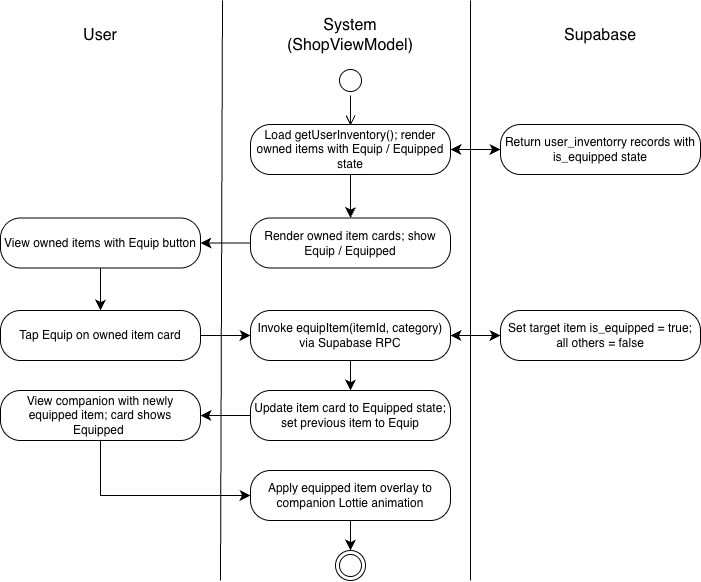 User
System
(ShopViewModel)
Supabase
Load getUserInventory(); render
owned items with Equip / Equipped
state
Return user_inventorry records with
is_equipped state
View owned items with Equip button
Render owned item cards; show
Equip / Equipped
Tap Equip on owned item card
Invoke equipItem(itemId, category)
via Supabase RPC
Set target item is_equipped = true;
all others = false
View companion with newly
equipped item; card shows
Equipped
Update item card to Equipped state;
set previous item to Equip
Apply equipped item overlay to
companion Lottie animation